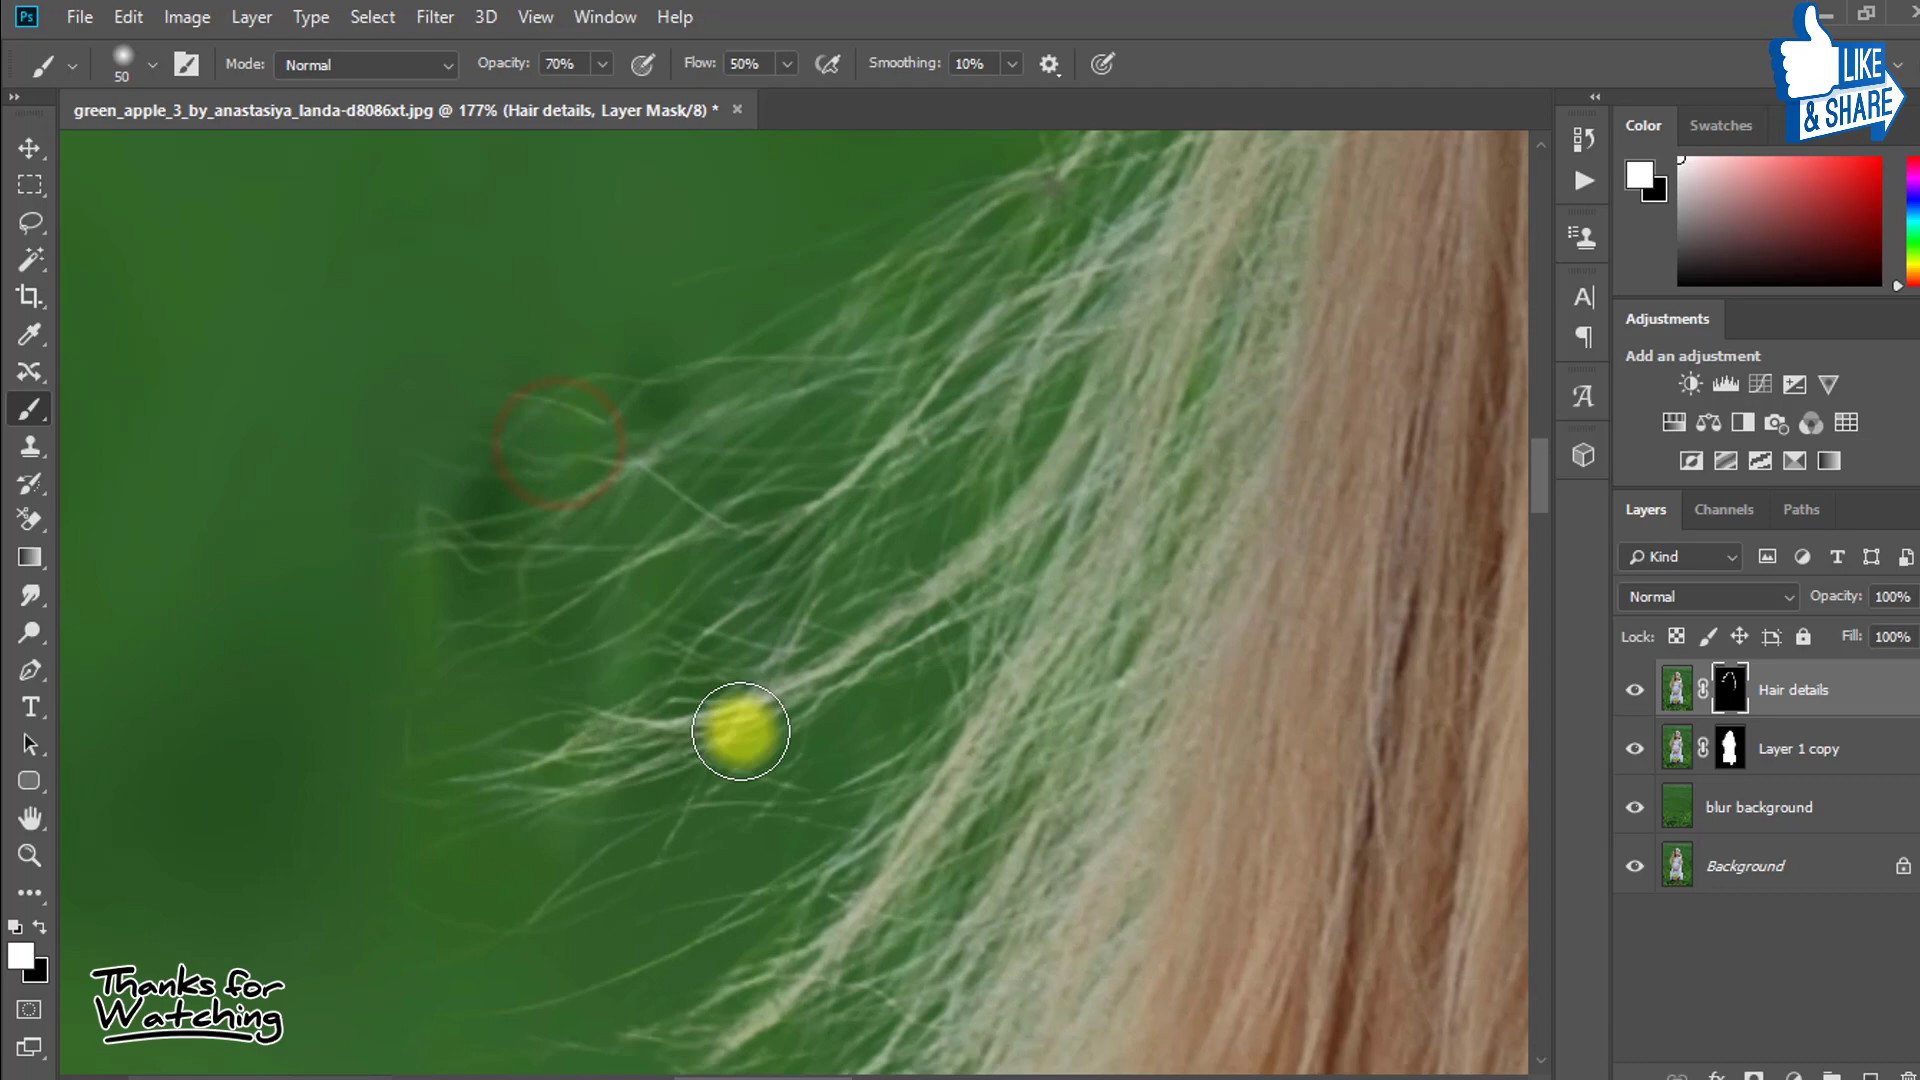 Ps File Edit Image Layer Type Select Filter 3D View Window Help
50 Mode: Normal Opacity: 70% Flow: 50% Smoothing: 10%
LIKE
& SHARE
green_apple_3_by_anastasiya_landa-d8086xt.jpg @ 177% (Hair details, Layer Mask/8) *
Color Swatches
Adjustments
Add an adjustment
Layers Channels Paths
Kind
Normal Opacity: 100%
Lock: Fill: 100%
Hair details
Layer 1 copy
blur background
Background
Thanks for
Watching